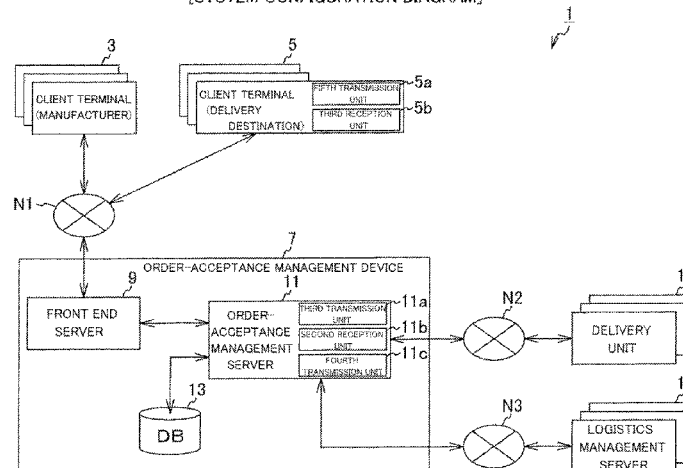 [SYSTEM CONFIGURATION DIAGRAM]
1
3
CLIENT TERMINAL
(MANUFACTURER)
5
CLIENT TERMINAL
(DELIVERY
DESTINATION)
FIFTH TRANSMISSION
UNIT
5a
THIRD RECEPTION
UNIT
5b
N1
7
ORDER-ACCEPTANCE MANAGEMENT DEVICE
9
FRONT END
SERVER
11
ORDER-
ACCEPTANCE
MANAGEMENT
SERVER
THIRD TRANSMISSION
UNIT
11a
SECOND RECEPTION
UNIT
11b
FOURTH
TRANSMISSION UNIT
11c
13
DB
N2
1
DELIVERY
UNIT
N3
1
LOGISTICS
MANAGEMENT
SERVER